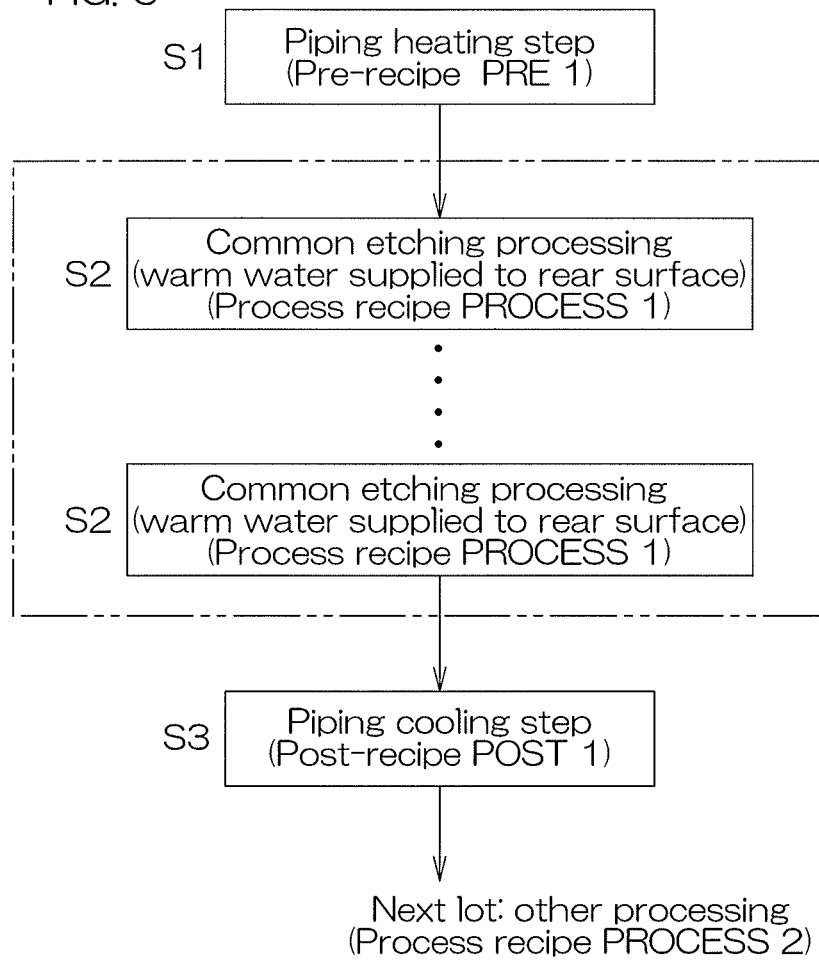 S1
Piping heating step
(Pre-recipe PRE 1)
S2
Common etching processing
(warm water supplied to rear surface)
(Process recipe PROCESS 1)
S2
Common etching processing
(warm water supplied to rear surface)
(Process recipe PROCESS 1)
S3
Piping cooling step
(Post-recipe POST 1)
Next lot: other processing
(Process recipe PROCESS 2)